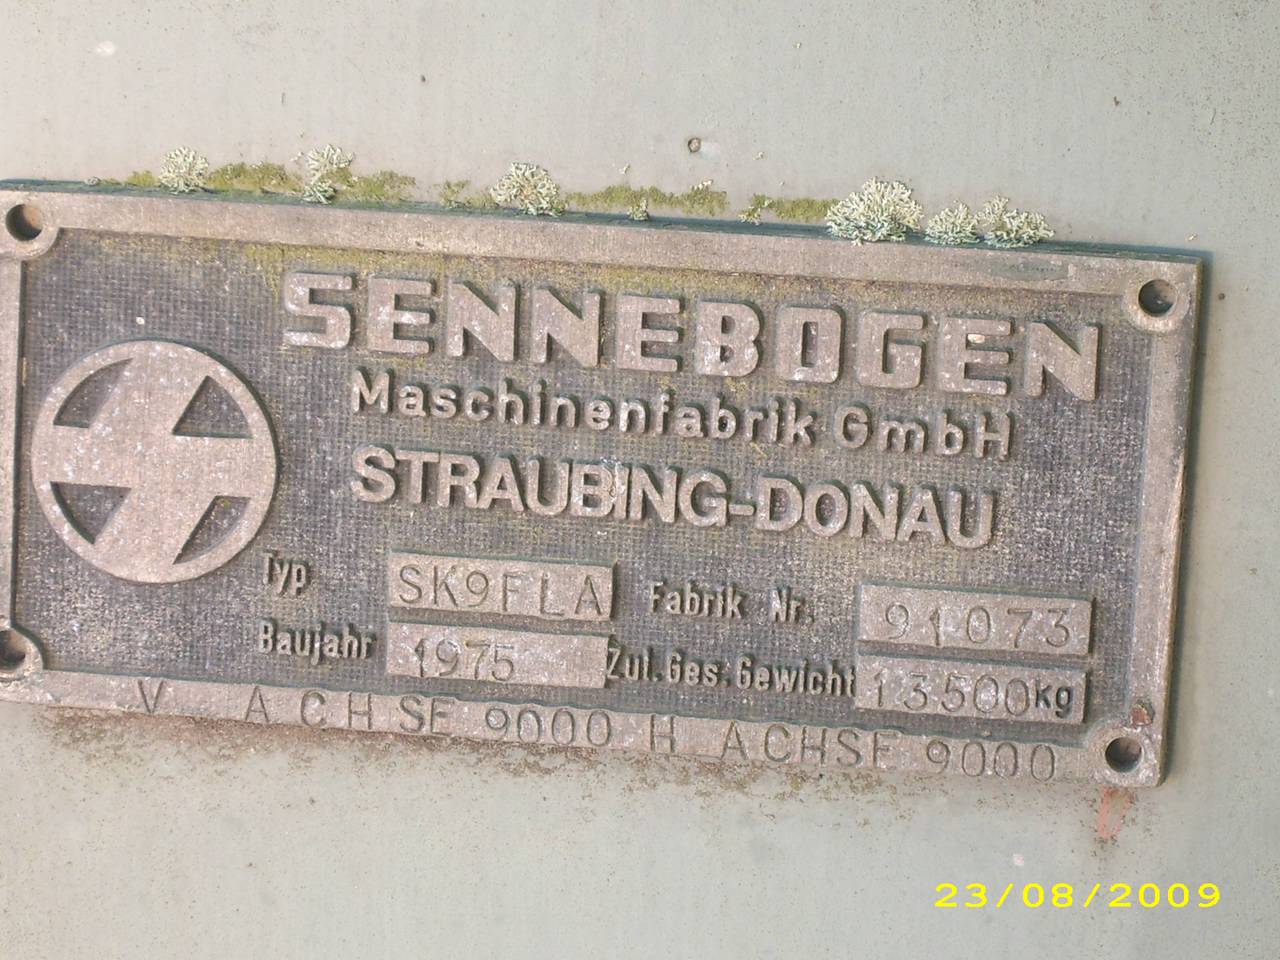 SENNEBOGEN
Maschinenfabrik GmbH
STRAUBING-DONAU
Typ SK9FLA Fabrik Nr. 91073
Baujahr 1975 Zul. Ges. Gewicht 13500kg
V ACHSE 9000 H ACHSE 9000
23/08/2009